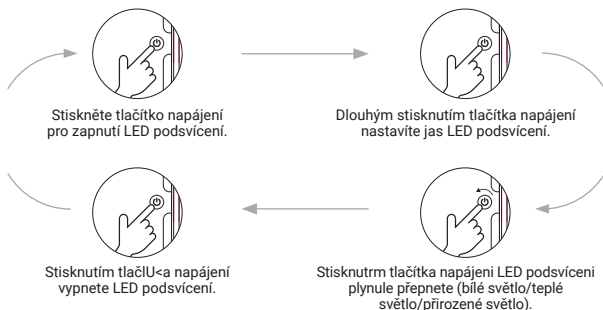 Stiskněte tlačítko napájení
pro zapnutí LED podsvícení.
Dlouhým stisknutím tlačítka napájení
nastavíte jas LED podsvícení.
Stisknutím tlačIU<a napájení
vypnete LED podsvícení.
Stisknutrm tlačítka napájeni LED podsvíceni
plynule přepnete (bílé světlo/teplé
světlo/přirozené světlo).